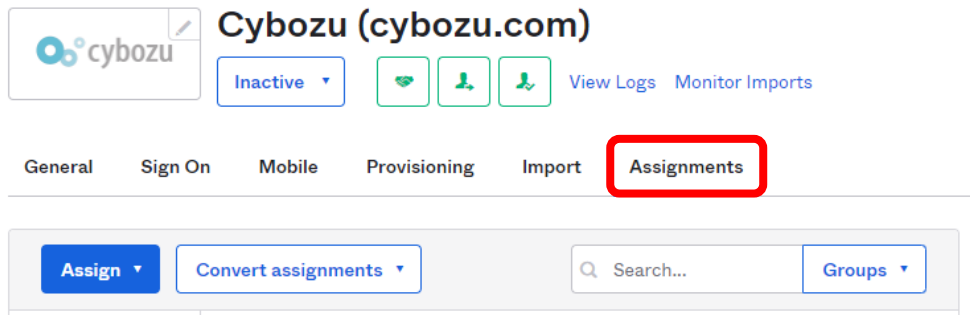 cybozu
Cybozu (cybozu.com)
Inactive
View Logs Monitor Imports
General Sign On Mobile Provisioning Import Assignments
Assign Convert assignments Search... Groups